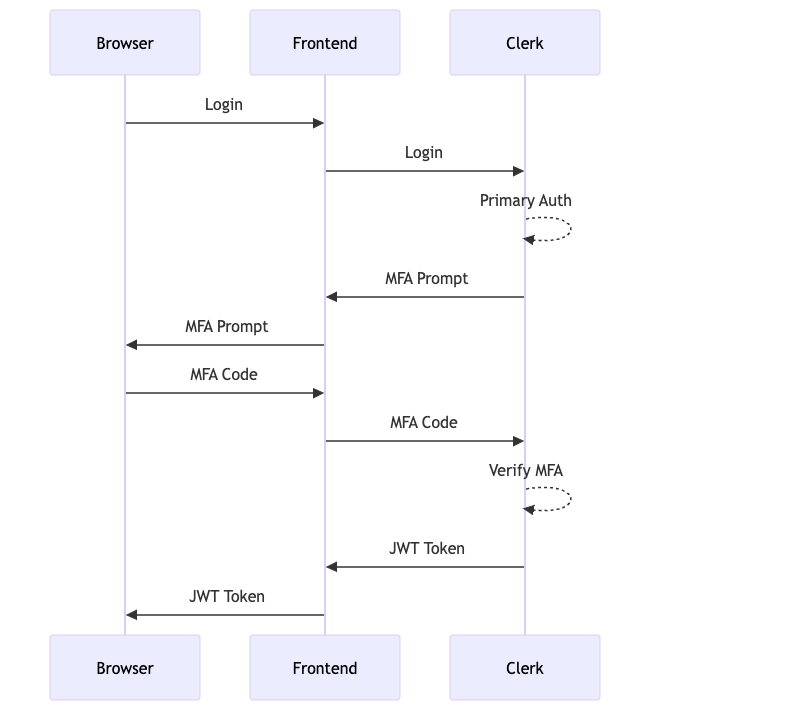 Browser
Frontend
Clerk
Login
Login
Primary Auth
MFA Prompt
MFA Prompt
MFA Code
MFA Code
Verify MFA
JWT Token
JWT Token
Browser
Frontend
Clerk